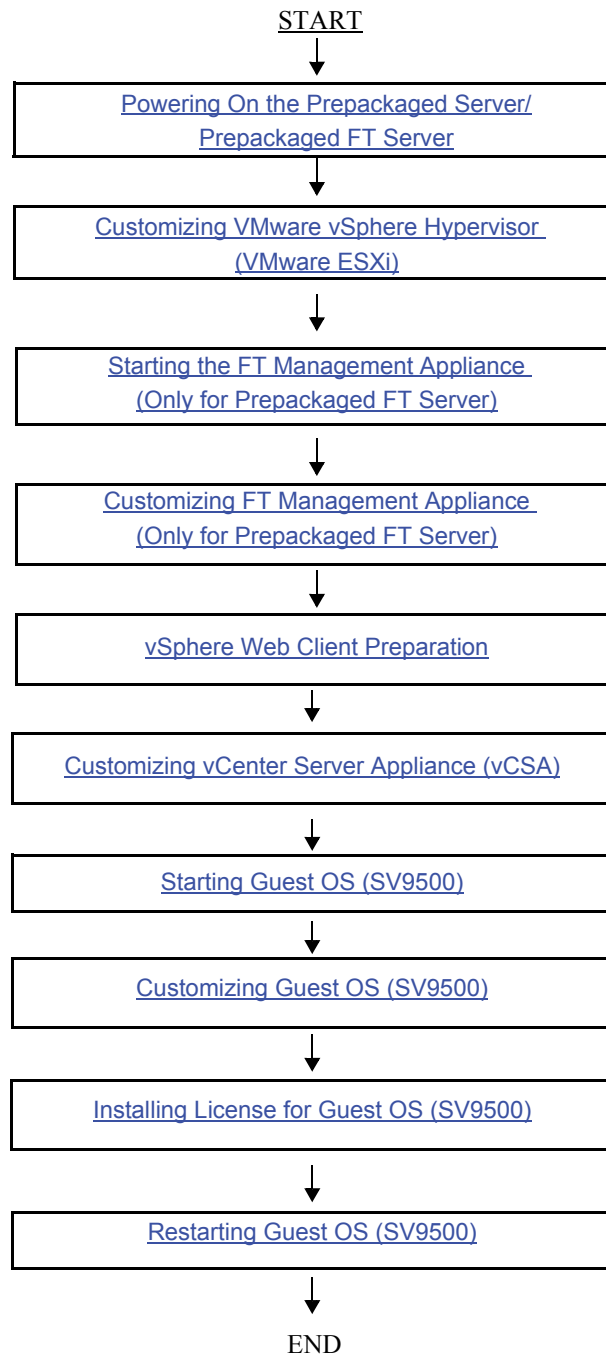 START
Powering On the Prepackaged Server/
Prepackaged FT Server
Customizing VMware vSphere Hypervisor
(VMware ESXi)
Starting the FT Management Appliance
(Only for Prepackaged FT Server)
Customizing FT Management Appliance
(Only for Prepackaged FT Server)
vSphere Web Client Preparation
Customizing vCenter Server Appliance (vCSA)
Starting Guest OS (SV9500)
Customizing Guest OS (SV9500)
Installing License for Guest OS (SV9500)
Restarting Guest OS (SV9500)
END